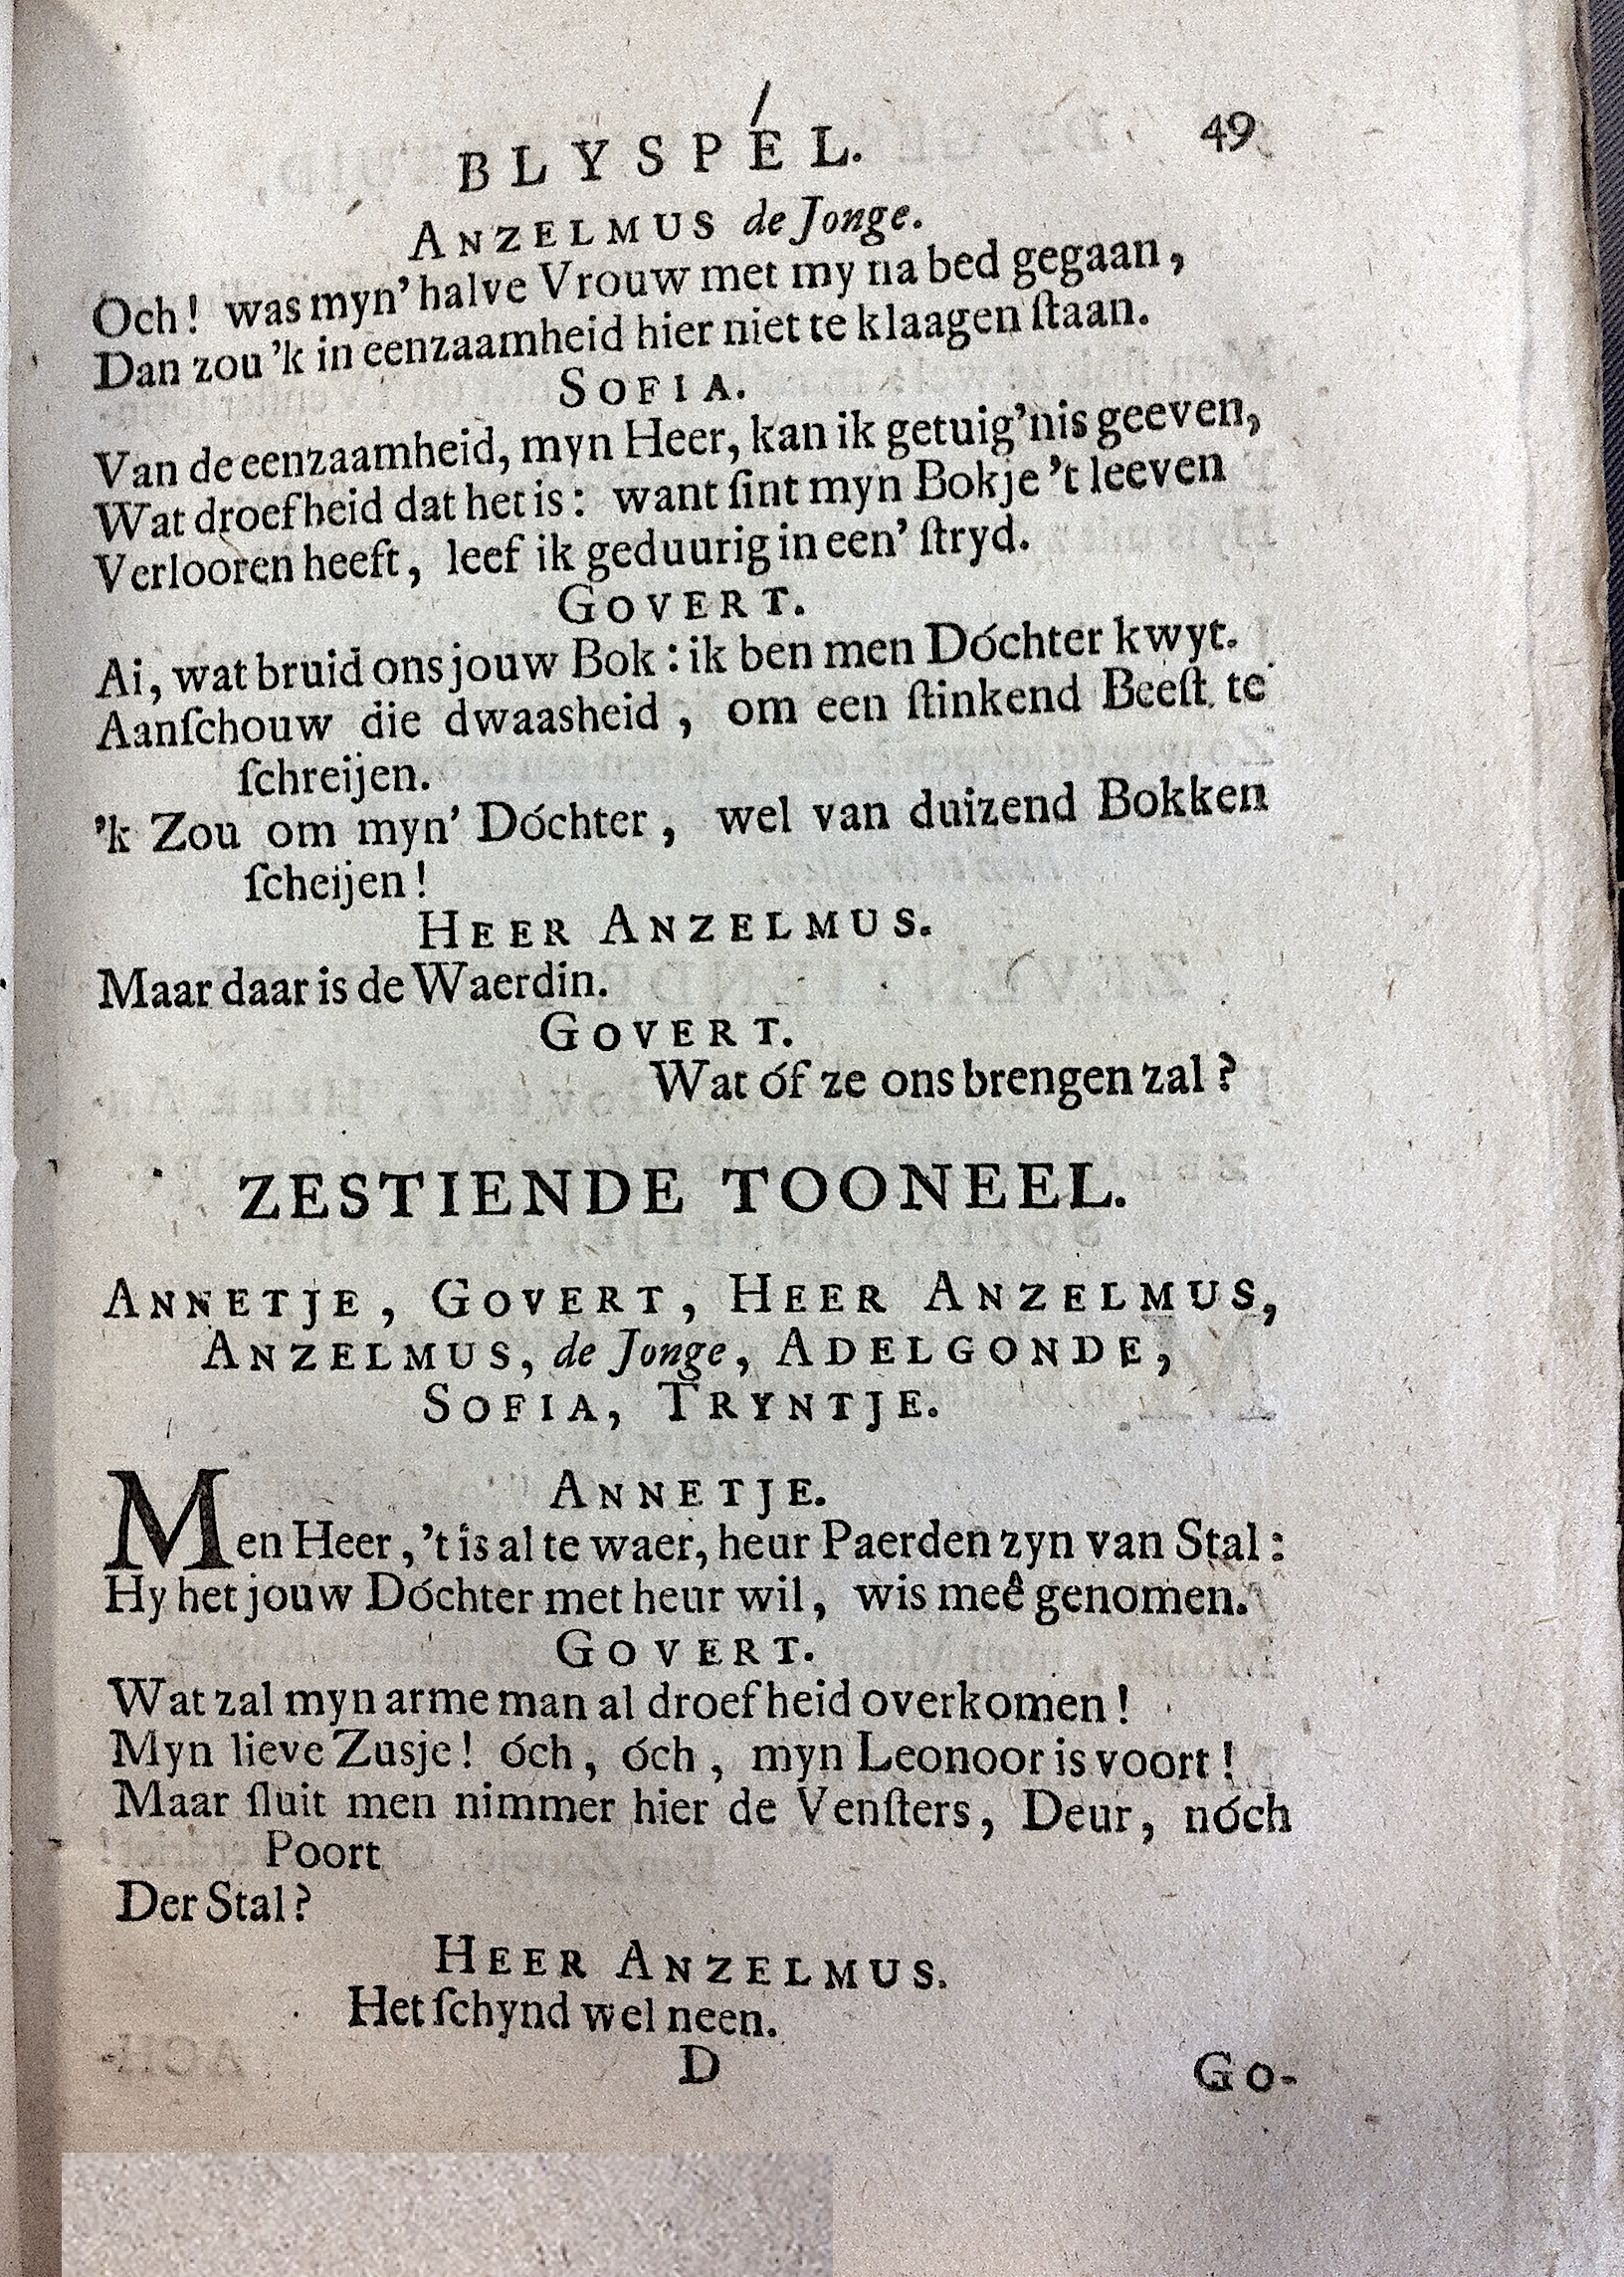 BLYSPÉL. 49
ANZELMUS de Jonge.
Och! was myn' halve Vrouw met my na bed gegaan,
Dan zou 'k in eenzaamheid hier niet te klaagen ſtaan.
SOFIA.
Van de eenzaamheid, myn Heer, kan ik getuig'nis geeven,
Wat droefheid dat het is: want ſint myn Bokje 't leeven
Verlooren heeft, leef ik geduurig in een' ſtryd.
GOVERT.
Ai, wat bruid ons jouw Bok: ik ben men Dóchter kwyt.
Aanſchouw die dwaasheid, om een ſtinkend Beeſt te
ſchreijen.
'k Zou om myn' Dóchter, wel van duizend Bokken
ſcheijen!
HEER ANZELMUS.
Maar daar is de Waerdin.
GOVERT.
Wat óf ze ons brengen zal?
ZESTIENDE TOONEEL.
ANNETJE, GOVERT, HEER ANZELMUS,
ANZELMUS, de Jonge, ADELGONDE,
SOFIA, TRYNTJE.
ANNETJE.
Men Heer, 't is al te waer, heur Paerden zyn van Stal:
Hy het jouw Dóchter met heur wil, wis meê genomen.
GOVERT.
Wat zal myn arme man al droefheid overkomen!
Myn lieve Zusje! óch, óch, myn Leonoor is voort!
Maar ſluit men nimmer hier de Venſters, Deur, nóch
Poort
Der Stal?
HEER ANZELMUS.
Het ſchynd wel neen.
D GO-